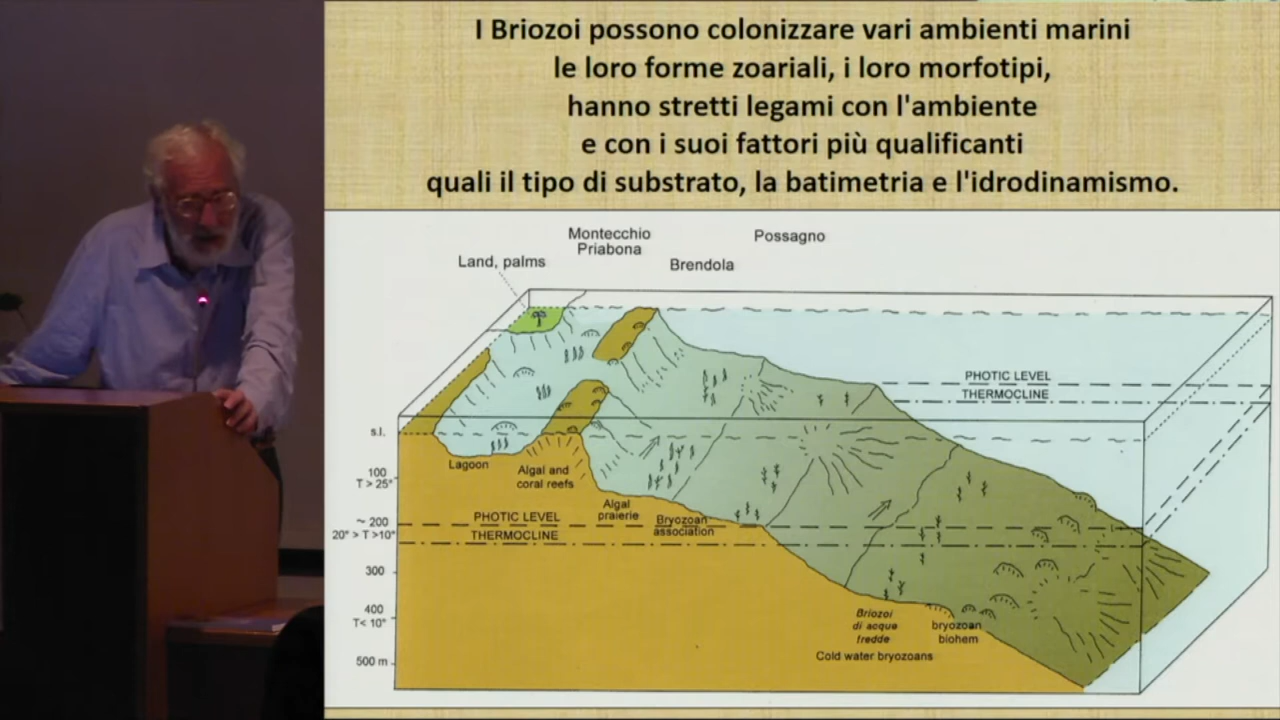 I Briozoi possono colonizzare vari ambienti marini
le loro forme zoariali, i loro morfotipi,
hanno stretti legami con l'ambiente
e con i suoi fattori più qualificanti
quali il tipo di substrato, la batimetria e l'idrodinamismo.
Land, palms
Montecchio
Priabona
Brendola
Possagno
PHOTIC LEVEL
THERMOCLINE
s.l.
100
T > 25°
~ 200
20° > T >10°
300
400
T< 10°
500 m
Lagoon
Algal and
coral reefs
Algal
praierie
Bryozoan
association
PHOTIC LEVEL
THERMOCLINE
Briozoi
di acque
fredde
bryozoan
biohem
Cold water bryozoans